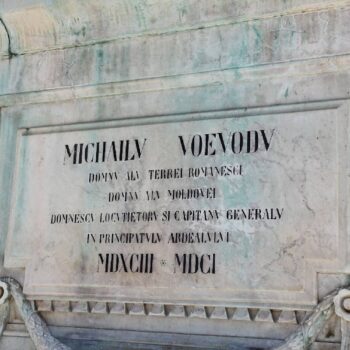 MICHAILV VOEVODV
DOMNV ALV TERREI ROMANESCI
DOMNV ALV MOLDOVEI
DOMNESCV LOCVTIETORV SI CAPITANV GENERALV
IN PRINCIPATVLV ARDEALVLVI
MDXCIII * MDCI